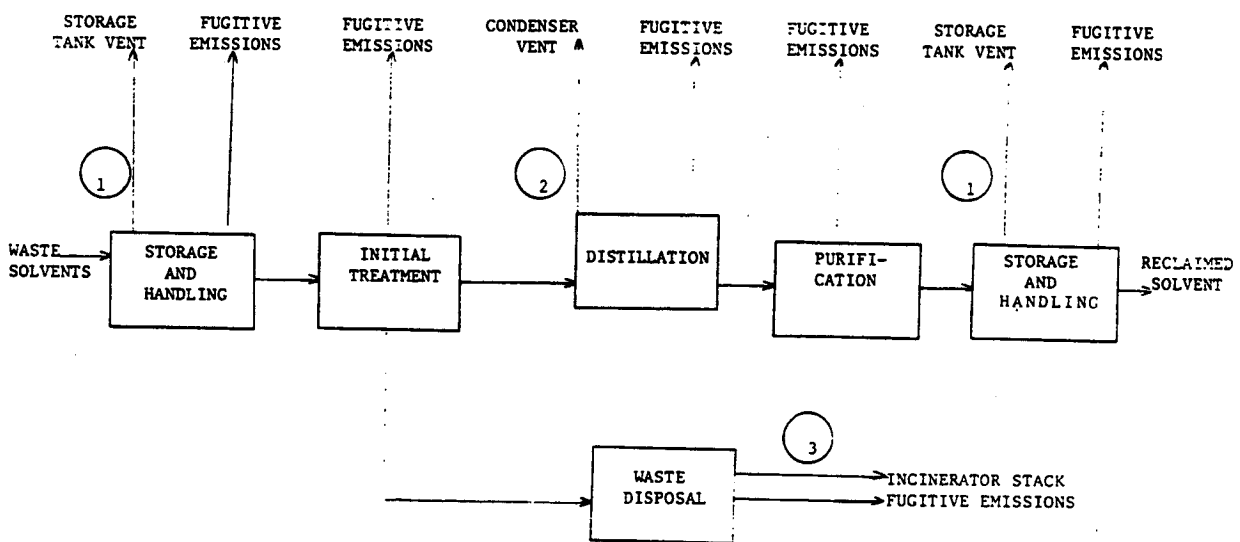 STORAGE
TANK VENT
FUGITIVE
EMISSIONS
FUGITIVE
EMISSIONS
CONDENSER
VENT
FUGITIVE
EMISSIONS
FUGITIVE
EMISSIONS
STORAGE
TANK VENT
FUGITIVE
EMISSIONS
1
2
1
WASTE
SOLVENTS
STORAGE
AND
HANDLING
INITIAL
TREATMENT
DISTILLATION
PURIFI-
CATION
STORAGE
AND
HANDLING
RECLAIMED
SOLVENT
3
WASTE
DISPOSAL
INCINERATOR STACK
FUGITIVE EMISSIONS